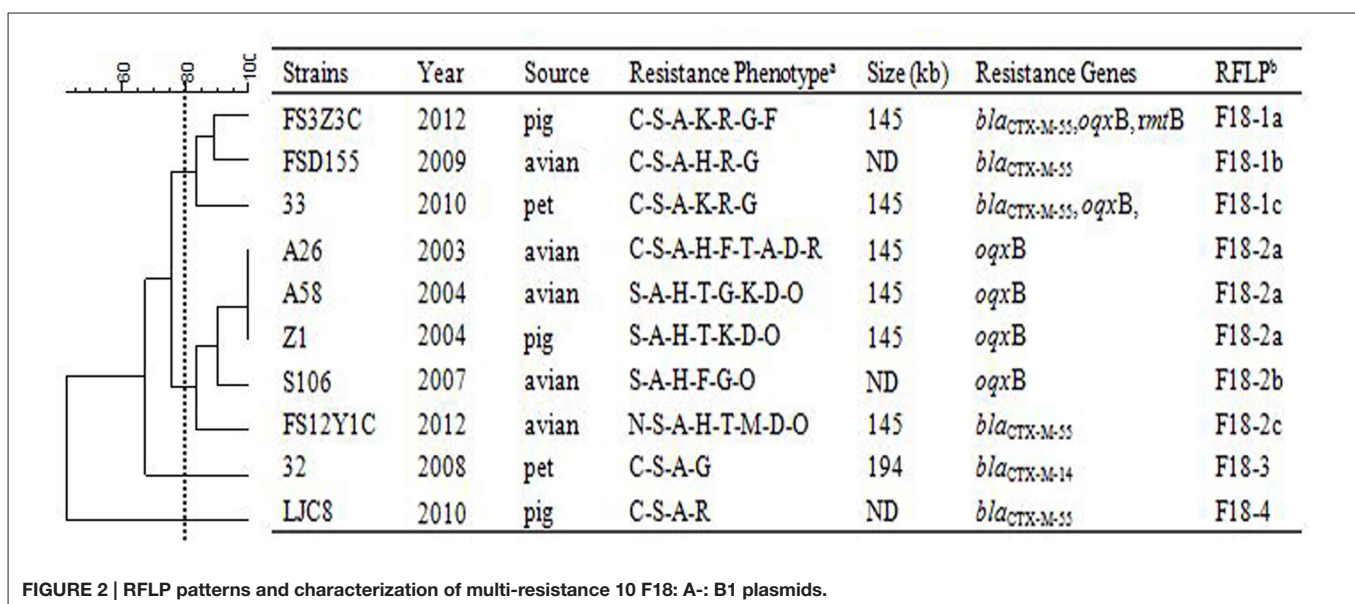 60 80 100
Strains Year Source Resistance Phenotypeᵃ Size (kb) Resistance Genes RFLPᵇ
FS3Z3C 2012 pig C-S-A-K-R-G-F 145 blaCTX-M-55,oqxB,rmtB F18-1a
FSD155 2009 avian C-S-A-H-R-G ND blaCTX-M-55 F18-1b
33 2010 pet C-S-A-K-R-G 145 blaCTX-M-55,oqxB, F18-1c
A26 2003 avian C-S-A-H-F-T-A-D-R 145 oqxB F18-2a
A58 2004 avian S-A-H-T-G-K-D-O 145 oqxB F18-2a
Z1 2004 pig S-A-H-T-K-D-O 145 oqxB F18-2a
S106 2007 avian S-A-H-F-G-O ND oqxB F18-2b
FS12Y1C 2012 avian N-S-A-H-T-M-D-O 145 blaCTX-M-55 F18-2c
32 2008 pet C-S-A-G 194 blaCTX-M-14 F18-3
LJC8 2010 pig C-S-A-R ND blaCTX-M-55 F18-4
FIGURE 2 | RFLP patterns and characterization of multi-resistance 10 F18: A-: B1 plasmids.